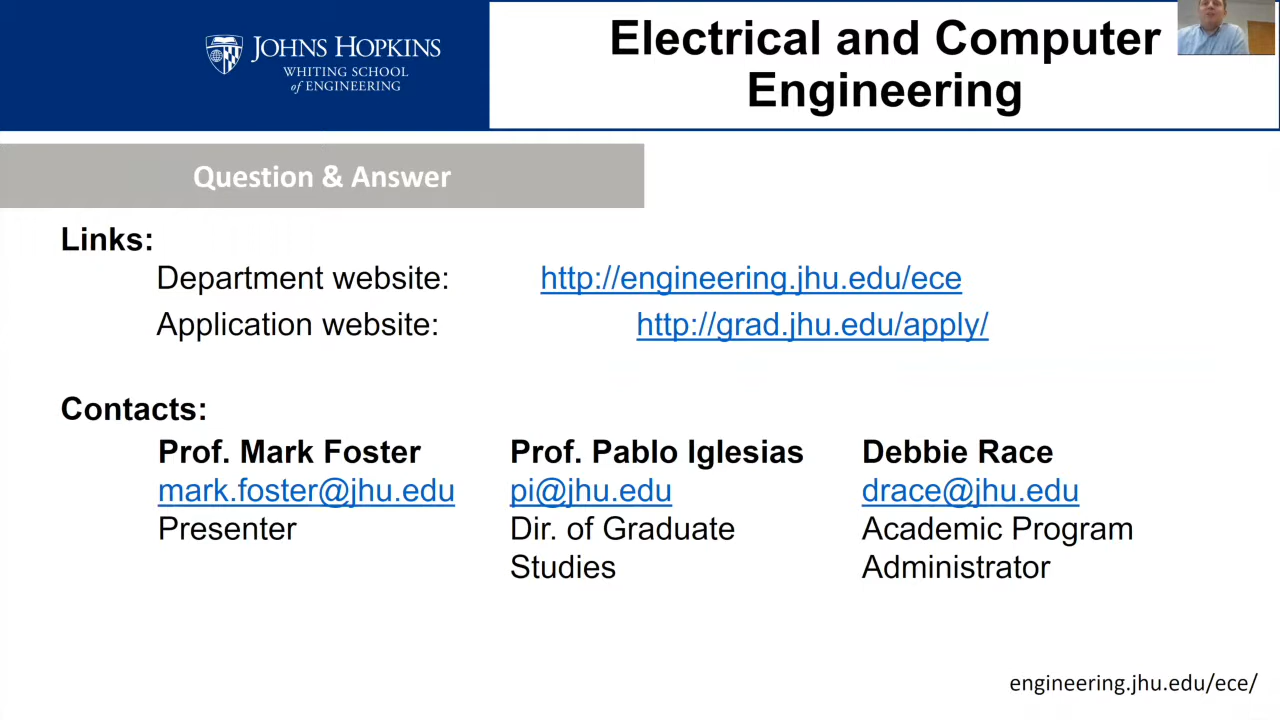 JOHNS HOPKINS
WHITING SCHOOL
of ENGINEERING
Electrical and Computer
Engineering
Question & Answer
Links:
Department website: http://engineering.jhu.edu/ece
Application website: http://grad.jhu.edu/apply/
Contacts:
Prof. Mark Foster Prof. Pablo Iglesias Debbie Race
mark.foster@jhu.edu pi@jhu.edu drace@jhu.edu
Presenter Dir. of Graduate Academic Program
Studies Administrator
engineering.jhu.edu/ece/